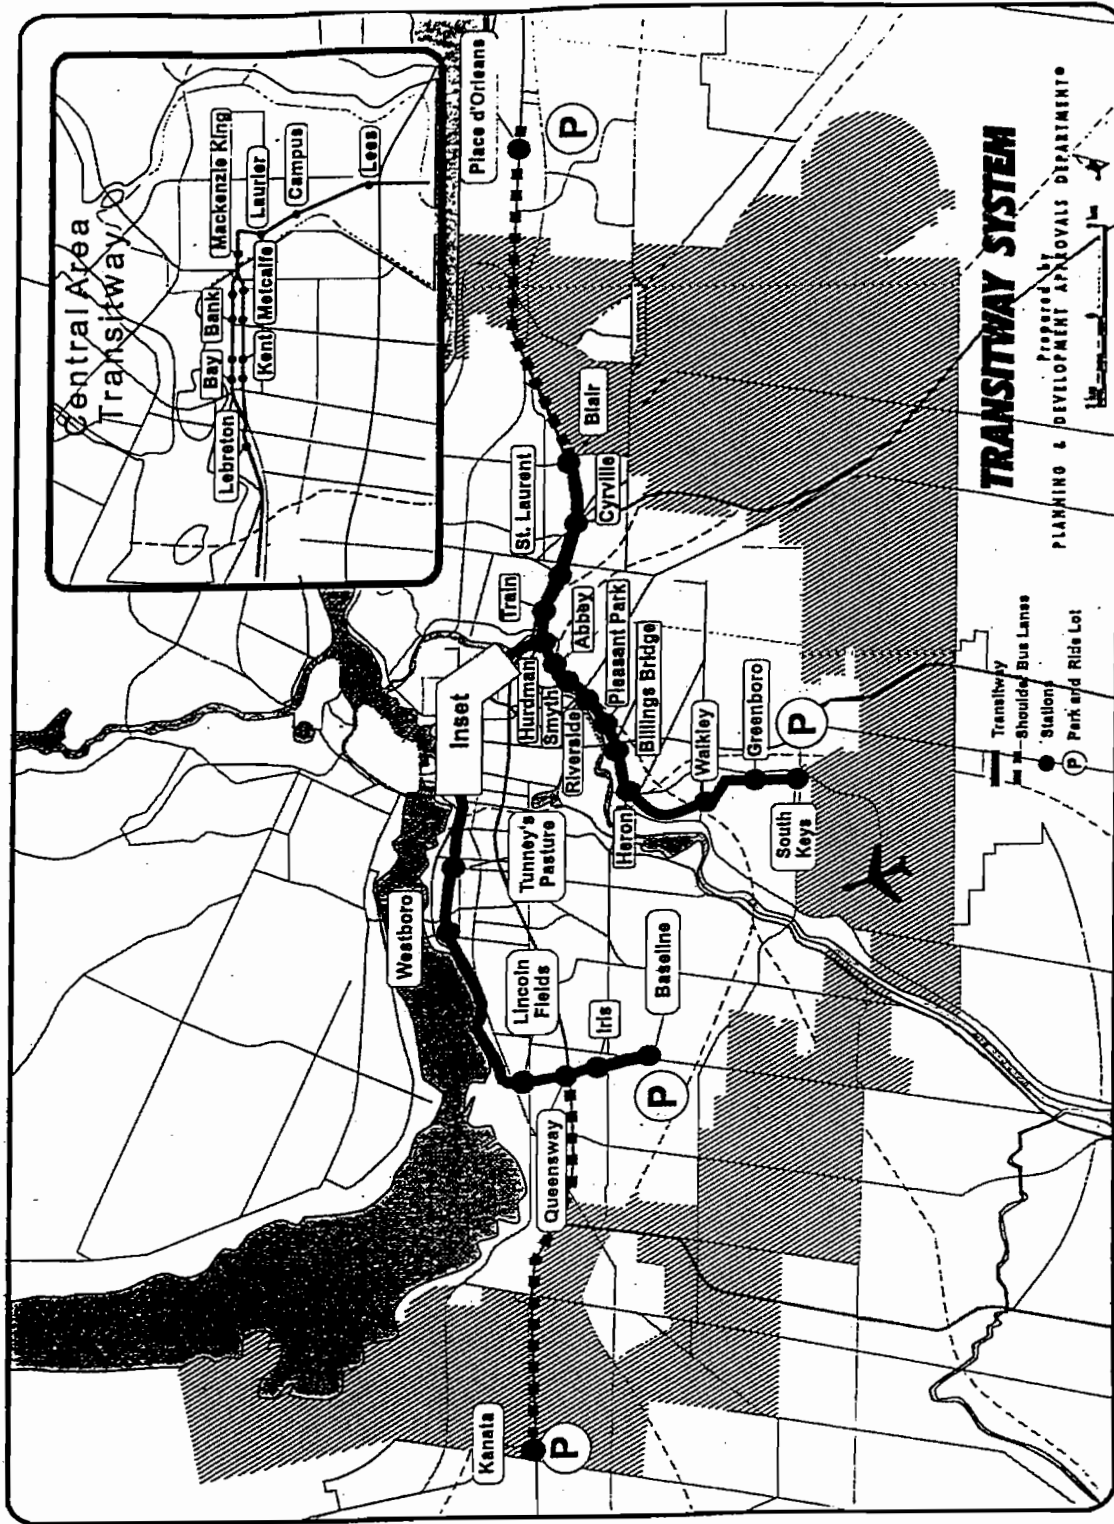 Central Area
Transitway
Lebreton
Bay
Bank
Mackenzie King
Kent
Metcalfe
Laurier
Campus
Lees
Place d'Orleans
P
Kanata
P
Queensway
Lincoln
Fields
Iris
Baseline
P
Westboro
Tunney's
Pasture
Inset
Train
St. Laurent
Cyrville
Blair
Hurdman
Smyth
Riverside
Abbey
Pleasant Park
Billings Bridge
Heron
Walkley
Greenboro
South
Keys
P
Transitway
Shoulder Bus Lanes
Stations
P Park and Ride Lot
TRANSITWAY SYSTEM
Prepared by
PLANNING & DEVELOPMENT APPROVALS DEPARTMENT